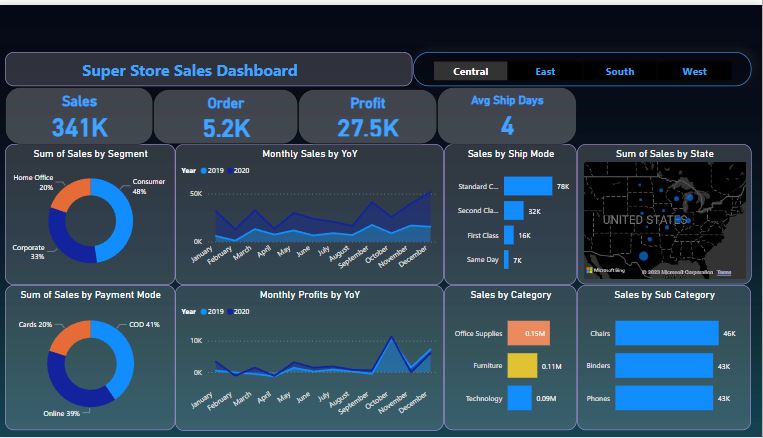 Super Store Sales Dashboard
Central East South West
Sales
341K
Order
5.2K
Profit
27.5K
Avg Ship Days
4
Sum of Sales by Segment
Home Office
20%
Consumer
48%
Corporate
33%
Monthly Sales by YoY
Year 2019 2020
50K
0K
January
February
March
April
May
June
July
August
September
October
November
December
Sales by Ship Mode
Standard C... 78K
Second Cla... 32K
First Class 16K
Same Day 7K
Sum of Sales by State
UNITED STATES
Microsoft Bing
© 2023 Microsoft Corporation Terms
Sum of Sales by Payment Mode
Cards 20%
COD 41%
Online 39%
Monthly Profits by YoY
Year 2019 2020
10K
0K
January
February
March
April
May
June
July
August
September
October
November
December
Sales by Category
Office Supplies 0.15M
Furniture 0.11M
Technology 0.09M
Sales by Sub Category
Chairs 46K
Binders 43K
Phones 43K